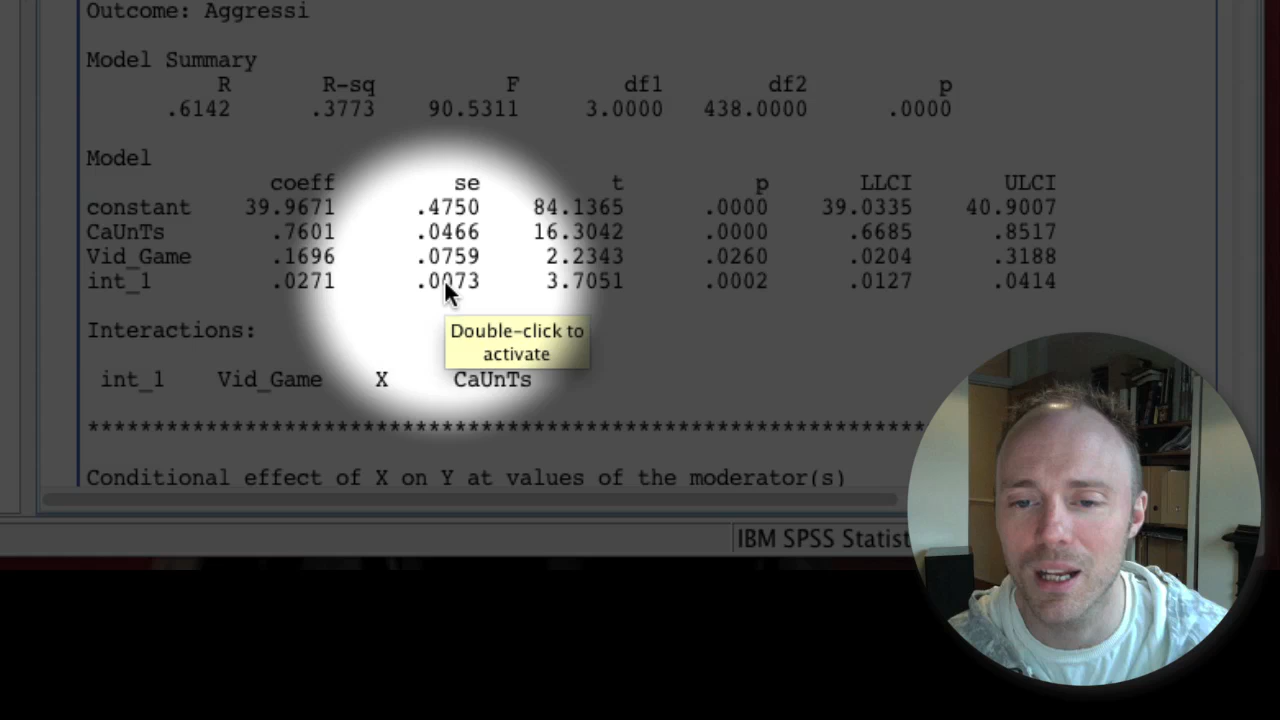 Outcome: Aggressi
Model Summary
R R-sq F df1 df2 p
.6142 .3773 90.5311 3.0000 438.0000 .0000
Model
coeff se t p LLCI ULCI
constant 39.9671 .4750 84.1365 .0000 39.0335 40.9007
CaUnTs .7601 .0466 16.3042 .0000 .6685 .8517
Vid_Game .1696 .0759 2.2343 .0260 .0204 .3188
int_1 .0271 .0073 3.7051 .0002 .0127 .0414
Interactions:
Double-click to
activate
int_1 Vid_Game X CaUnTs
********************************************************************************
Conditional effect of X on Y at values of the moderator(s)
IBM SPSS Statist